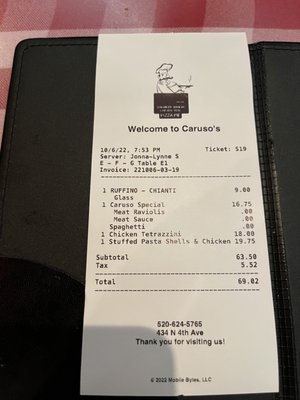 PIZZA PIE
Welcome to Caruso's
10/6/22, 7:53 PM Ticket: 519
Server: Jonna-Lynne S
E - F - G Table E1
Invoice: 221006-03-19
1 RUFFINO - CHIANTI 9.00
Glass
1 Caruso Special 16.75
Meat Raviolis .00
Meat Sauce .00
Spaghetti .00
1 Chicken Tetrazzini 18.00
1 Stuffed Pasta Shells & Chicken 19.75
Subtotal 63.50
Tax 5.52
Total 69.02
520-624-5765
434 N 4th Ave
Thank you for visiting us!
© 2022 Mobile Bytes, LLC